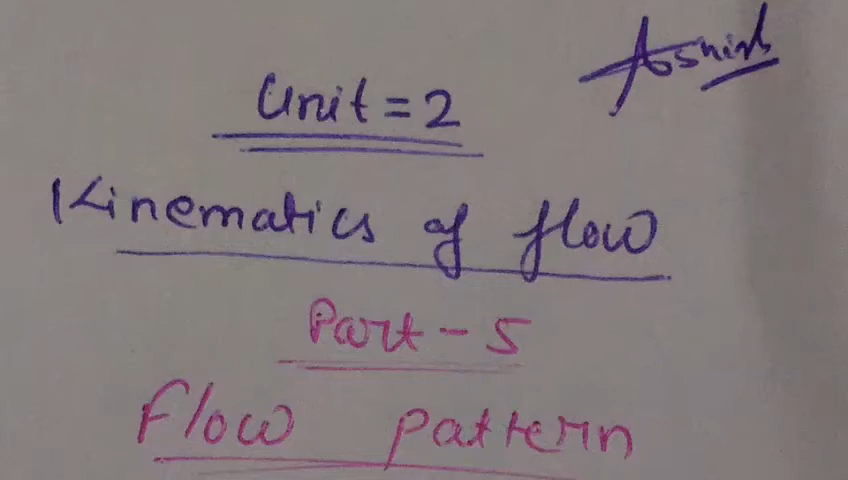 Ashish
Unit = 2
Kinematics of flow
Part - 5
Flow pattern